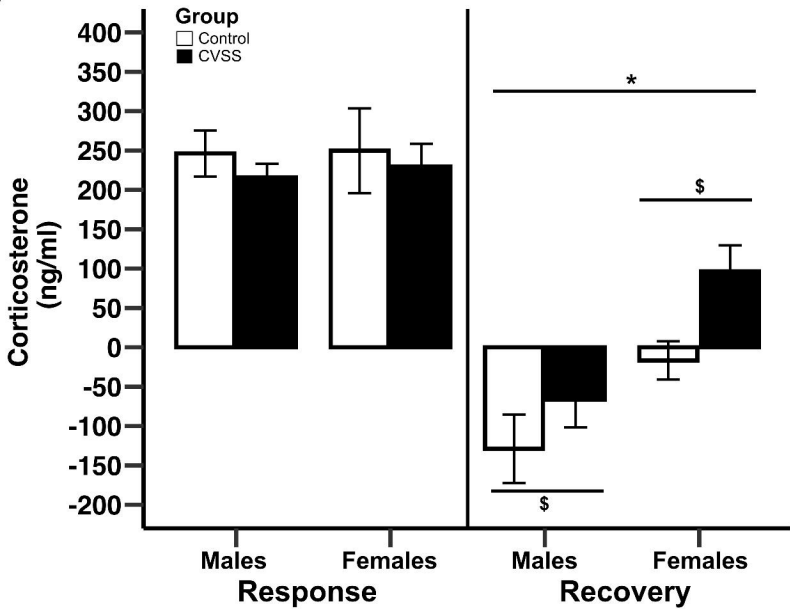 Group
Control
CVSS
Corticosterone
(ng/ml)
400
350
300
250
200
150
100
50
0
-50
-100
-150
-200
*
$
$
Males
Females
Males
Females
Response
Recovery